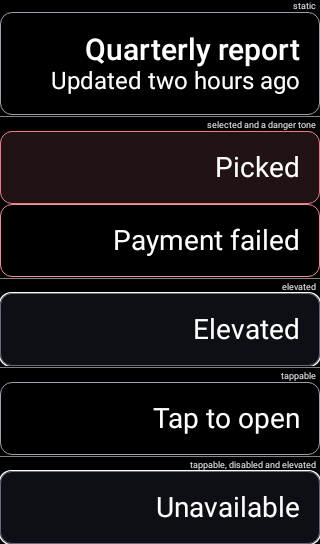 static
Quarterly report
Updated two hours ago
selected and a danger tone
Picked
Payment failed
elevated
Elevated
tappable
Tap to open
tappable, disabled and elevated
Unavailable